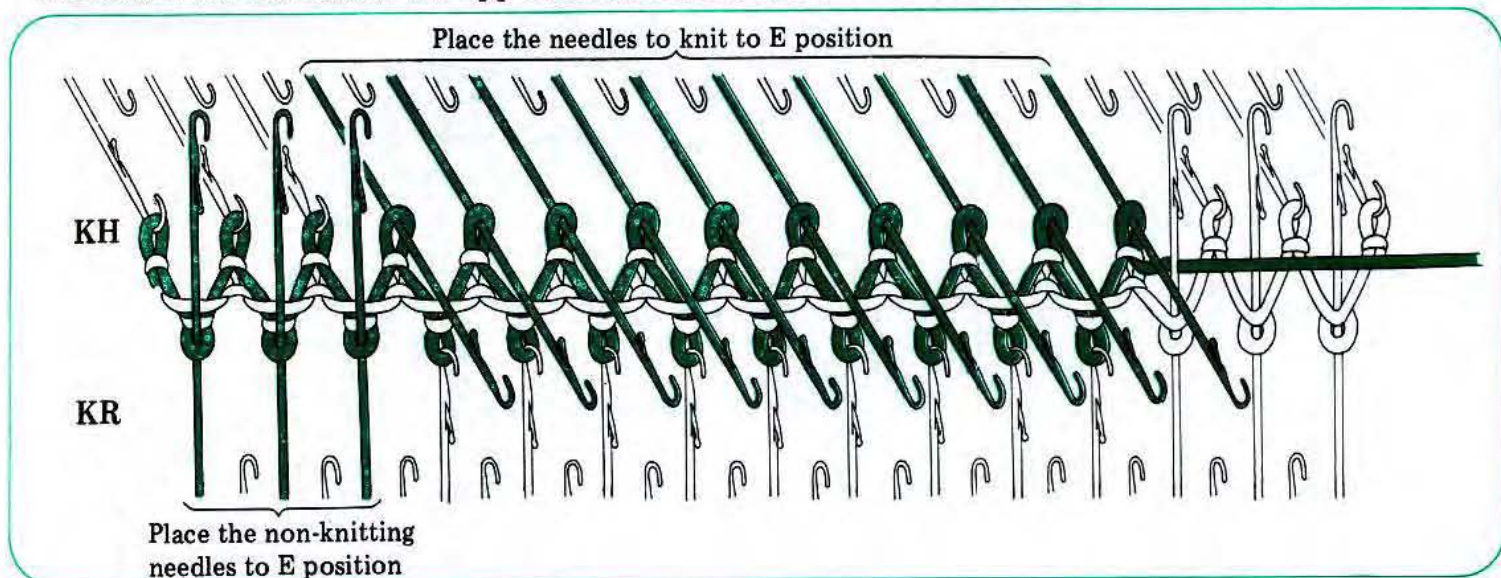 Place the needles to knit to E position
KH
KR
Place the non-knitting
needles to E position